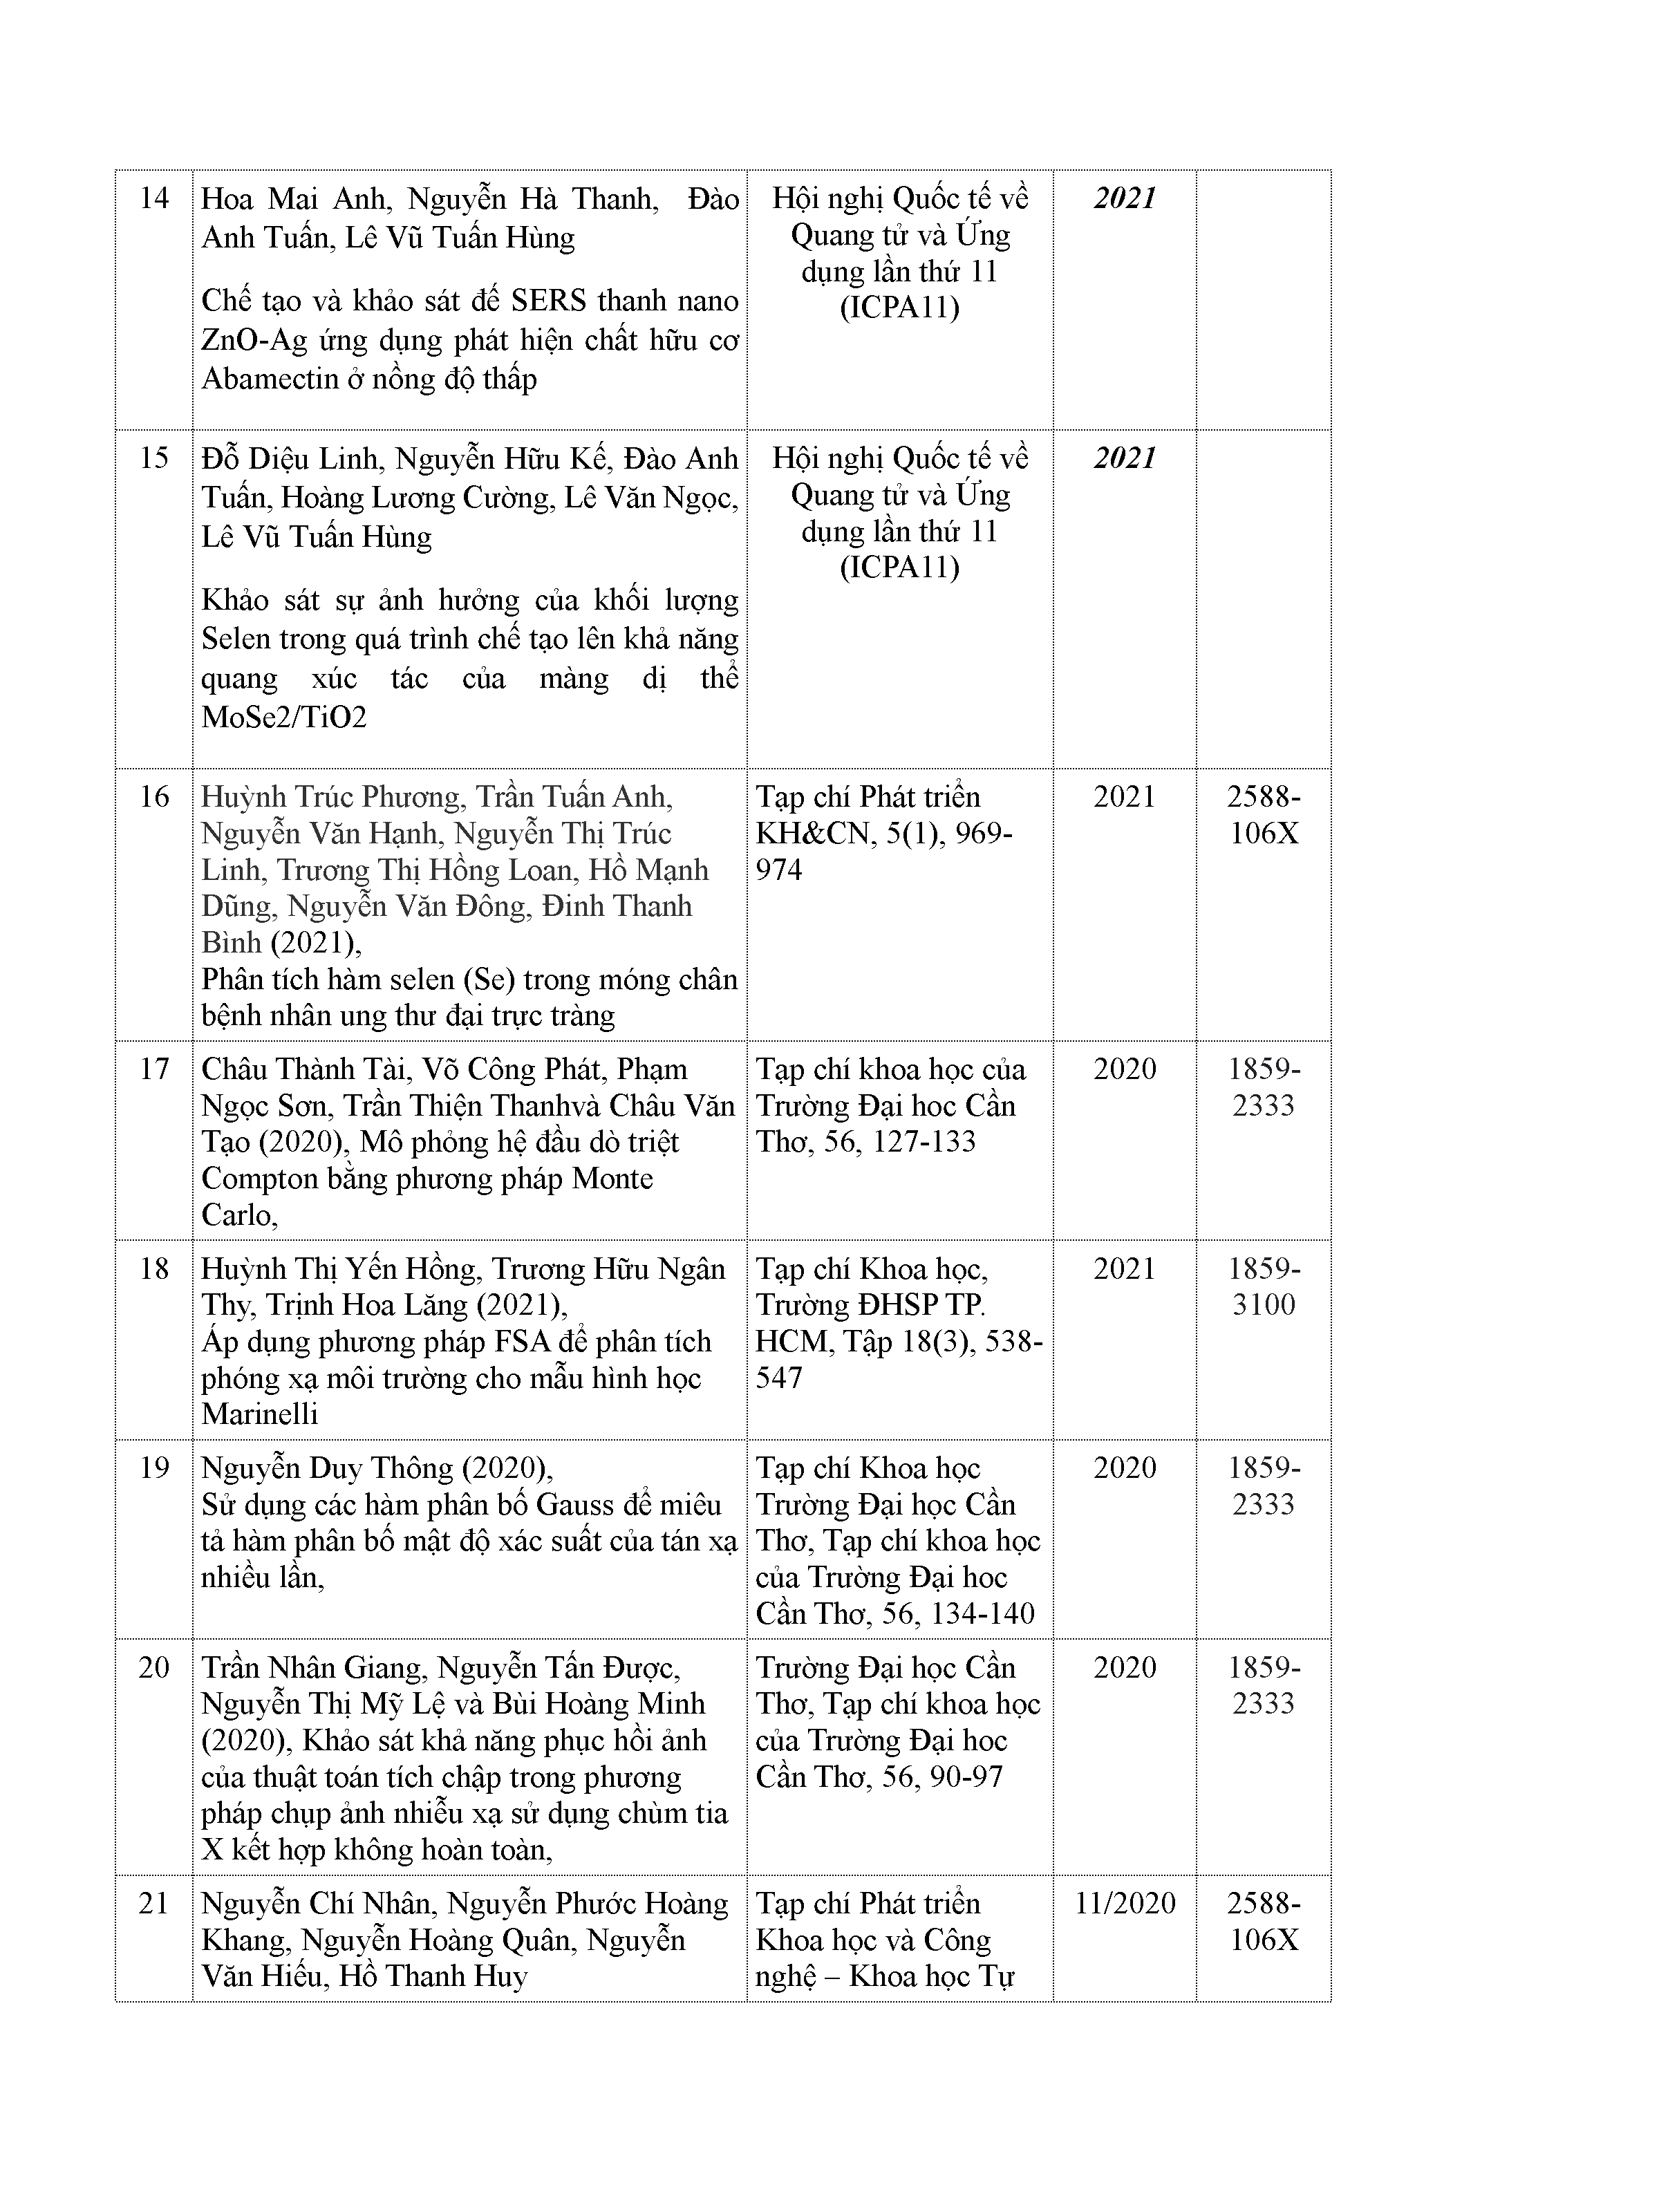 14
Hoa Mai Anh, Nguyễn Hà Thanh, Đào
Anh Tuấn, Lê Vũ Tuấn Hùng
Chế tạo và khảo sát đế SERS thanh nano
ZnO-Ag ứng dụng phát hiện chất hữu cơ
Abamectin ở nồng độ thấp
Hội nghị Quốc tế về
Quang tử và Ứng
dụng lần thứ 11
(ICPA11)
2021
15
Đỗ Diệu Linh, Nguyễn Hữu Kế, Đào Anh
Tuấn, Hoàng Lương Cường, Lê Văn Ngọc,
Lê Vũ Tuấn Hùng
Khảo sát sự ảnh hưởng của khối lượng
Selen trong quá trình chế tạo lên khả năng
quang xúc tác của màng dị thể
MoSe2/TiO2
Hội nghị Quốc tế về
Quang tử và Ứng
dụng lần thứ 11
(ICPA11)
2021
16
Huỳnh Trúc Phương, Trần Tuấn Anh,
Nguyễn Văn Hạnh, Nguyễn Thị Trúc
Linh, Trương Thị Hồng Loan, Hồ Mạnh
Dũng, Nguyễn Văn Đông, Đinh Thanh
Bình (2021),
Phân tích hàm selen (Se) trong móng chân
bệnh nhân ung thư đại trực tràng
Tạp chí Phát triển
KH&CN, 5(1), 969-
974
2021
2588-
106X
17
Châu Thành Tài, Võ Công Phát, Phạm
Ngọc Sơn, Trần Thiện Thanhvà Châu Văn
Tạo (2020), Mô phỏng hệ đầu dò triệt
Compton bằng phương pháp Monte
Carlo,
Tạp chí khoa học của
Trường Đại hoc Cần
Thơ, 56, 127-133
2020
1859-
2333
18
Huỳnh Thị Yến Hồng, Trương Hữu Ngân
Thy, Trịnh Hoa Lăng (2021),
Áp dụng phương pháp FSA để phân tích
phóng xạ môi trường cho mẫu hình học
Marinelli
Tạp chí Khoa học,
Trường ĐHSP TP.
HCM, Tập 18(3), 538-
547
2021
1859-
3100
19
Nguyễn Duy Thông (2020),
Sử dụng các hàm phân bố Gauss để miêu
tả hàm phân bố mật độ xác suất của tán xạ
nhiều lần,
Tạp chí Khoa học
Trường Đại học Cần
Thơ, Tạp chí khoa học
của Trường Đại hoc
Cần Thơ, 56, 134-140
2020
1859-
2333
20
Trần Nhân Giang, Nguyễn Tấn Được,
Nguyễn Thị Mỹ Lệ và Bùi Hoàng Minh
(2020), Khảo sát khả năng phục hồi ảnh
của thuật toán tích chập trong phương
pháp chụp ảnh nhiễu xạ sử dụng chùm tia
X kết hợp không hoàn toàn,
Trường Đại học Cần
Thơ, Tạp chí khoa học
của Trường Đại hoc
Cần Thơ, 56, 90-97
2020
1859-
2333
21
Nguyễn Chí Nhân, Nguyễn Phước Hoàng
Khang, Nguyễn Hoàng Quân, Nguyễn
Văn Hiếu, Hồ Thanh Huy
Tạp chí Phát triển
Khoa học và Công
nghệ – Khoa học Tự
11/2020
2588-
106X